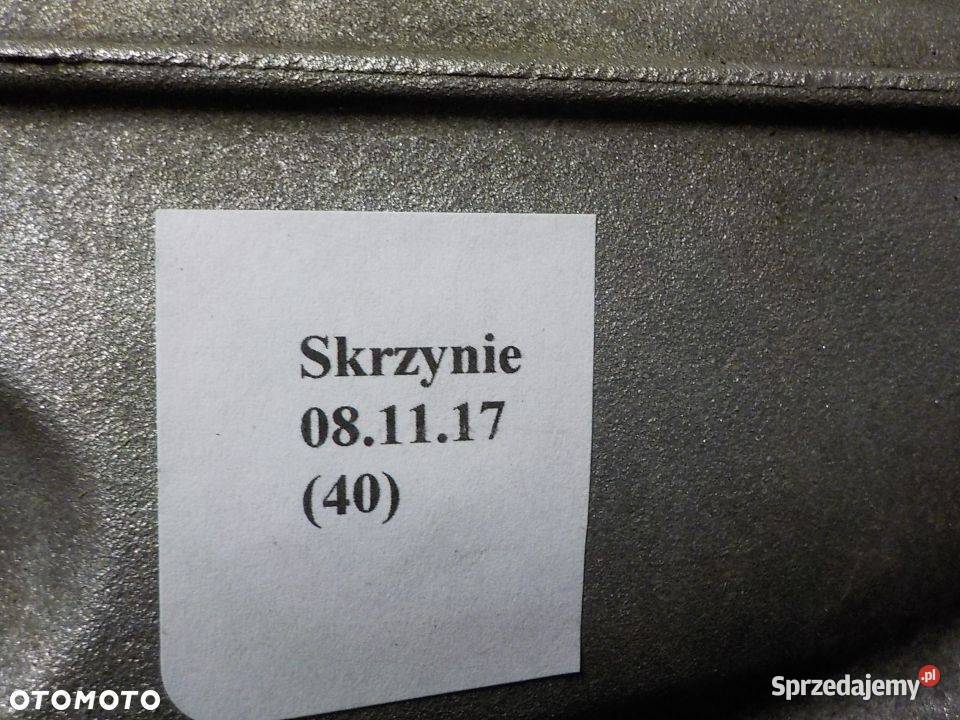 Skrzynie
08.11.17
(40)
OTOMOTO
Sprzedajemy.pl